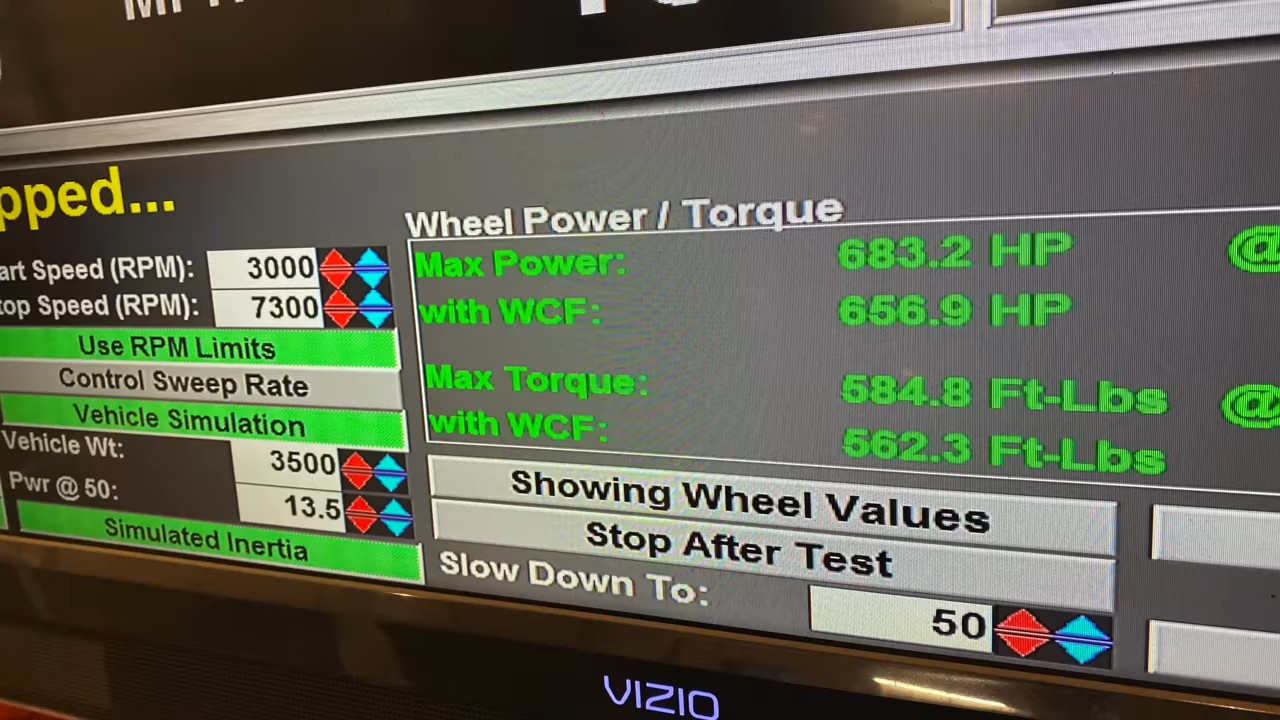 MPH
pped...
art Speed (RPM): 3000
top Speed (RPM): 7300
Use RPM Limits
Control Sweep Rate
Vehicle Simulation
Vehicle Wt: 3500
Pwr @ 50: 13.5
Simulated Inertia
Wheel Power / Torque
Max Power: 683.2 HP @
with WCF: 656.9 HP
Max Torque: 584.8 Ft-Lbs @
with WCF: 562.3 Ft-Lbs
Showing Wheel Values
Stop After Test
Slow Down To: 50
VIZIO